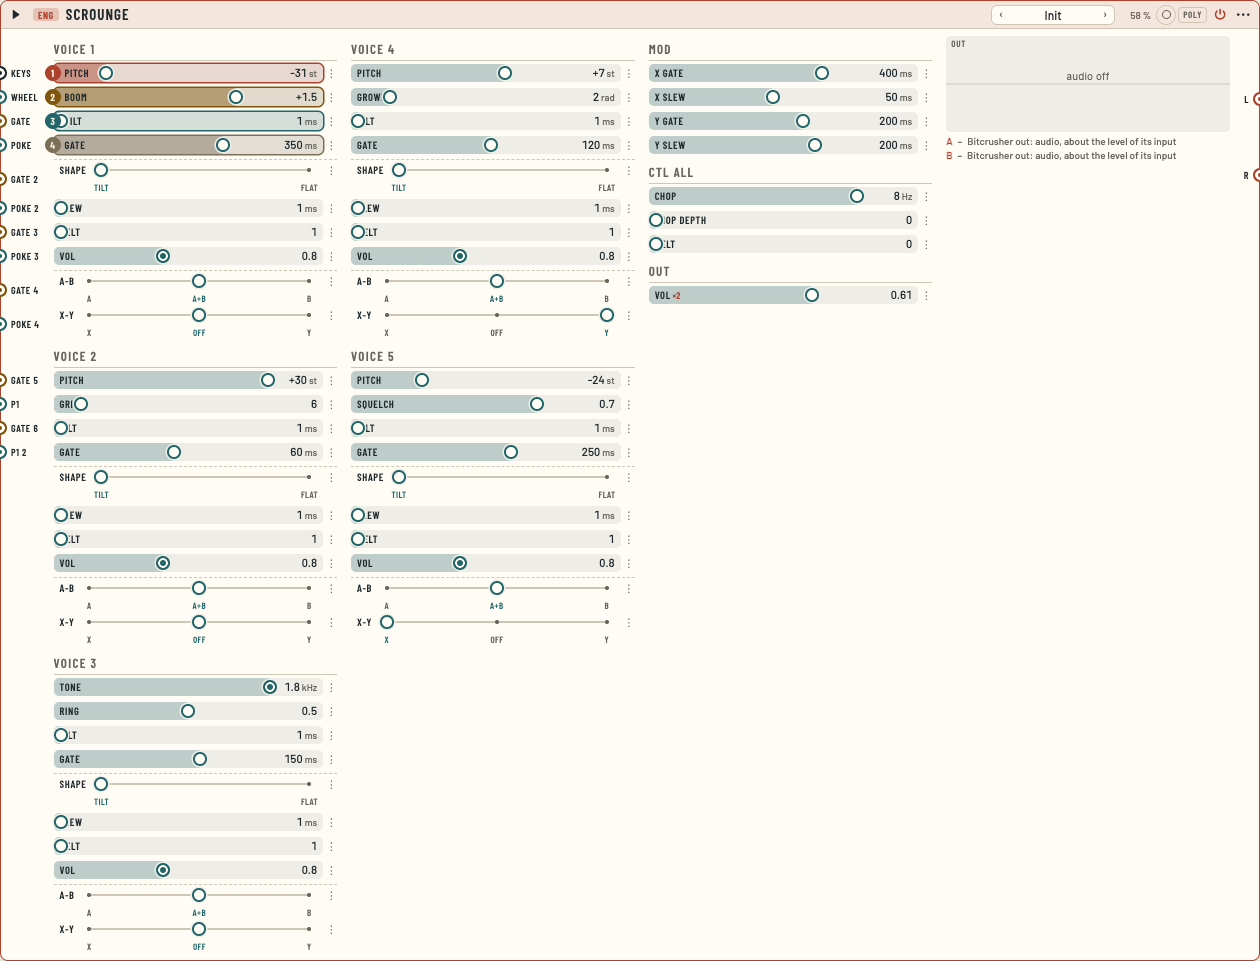 ENG SCROUNGE
‹ Init › 58 % POLY
VOICE 1
KEYS 1 PITCH -31 st
WHEEL 2 BOOM +1.5
GATE 3 ILT 1 ms
POKE 4 GATE 350 ms
SHAPE
TILT FLAT
GATE 2
POKE 2 EW 1 ms
GATE 3 LT 1
POKE 3 VOL 0.8
GATE 4 A-B
A A+B B
POKE 4 X-Y
X OFF Y
VOICE 2
GATE 5 PITCH +30 st
P1 GRI 6
GATE 6 LT 1 ms
P1 2 GATE 60 ms
SHAPE
TILT FLAT
EW 1 ms
LT 1
VOL 0.8
A-B
A A+B B
X-Y
X OFF Y
VOICE 3
TONE 1.8 kHz
RING 0.5
LT 1 ms
GATE 150 ms
SHAPE
TILT FLAT
EW 1 ms
LT 1
VOL 0.8
A-B
A A+B B
X-Y
X OFF Y
VOICE 4
PITCH +7 st
GROW 2 rad
LT 1 ms
GATE 120 ms
SHAPE
TILT FLAT
EW 1 ms
LT 1
VOL 0.8
A-B
A A+B B
X-Y
X OFF Y
VOICE 5
PITCH -24 st
SQUELCH 0.7
LT 1 ms
GATE 250 ms
SHAPE
TILT FLAT
EW 1 ms
LT 1
VOL 0.8
A-B
A A+B B
X-Y
X OFF Y
MOD
X GATE 400 ms
X SLEW 50 ms
Y GATE 200 ms
Y SLEW 200 ms
CTL ALL
CHOP 8 Hz
OP DEPTH 0
LT 0
OUT
VOL ×2 0.61
OUT
audio off
L
A – Bitcrusher out: audio, about the level of its input
B – Bitcrusher out: audio, about the level of its input
R